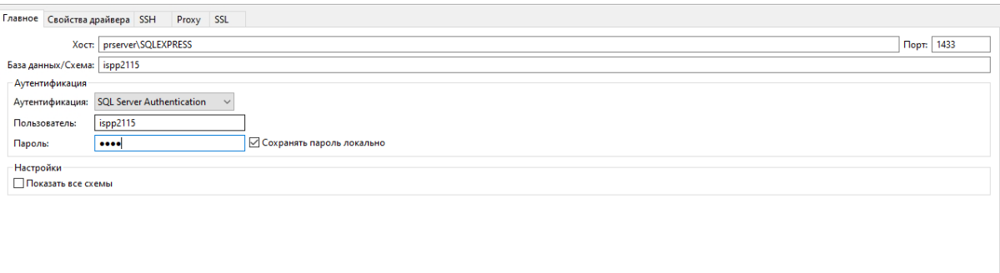 Главное Свойства драйвера SSH Proxy SSL
Хост: prserver\SQLEXPRESS Порт: 1433
База данных/Схема: ispp2115
Аутентификация
Аутентификация: SQL Server Authentication
Пользователь: ispp2115
Пароль: ●●●● Сохранять пароль локально
Настройки
Показать все схемы